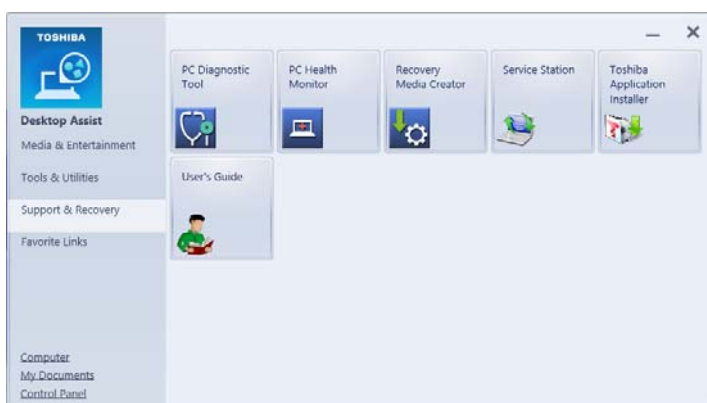 TOSHIBA
Desktop Assist
Media & Entertainment
Tools & Utilities
Support & Recovery
Favorite Links
Computer
My Documents
Control Panel
PC Diagnostic
Tool
PC Health
Monitor
Recovery
Media Creator
Service Station
Toshiba
Application
Installer
User's Guide